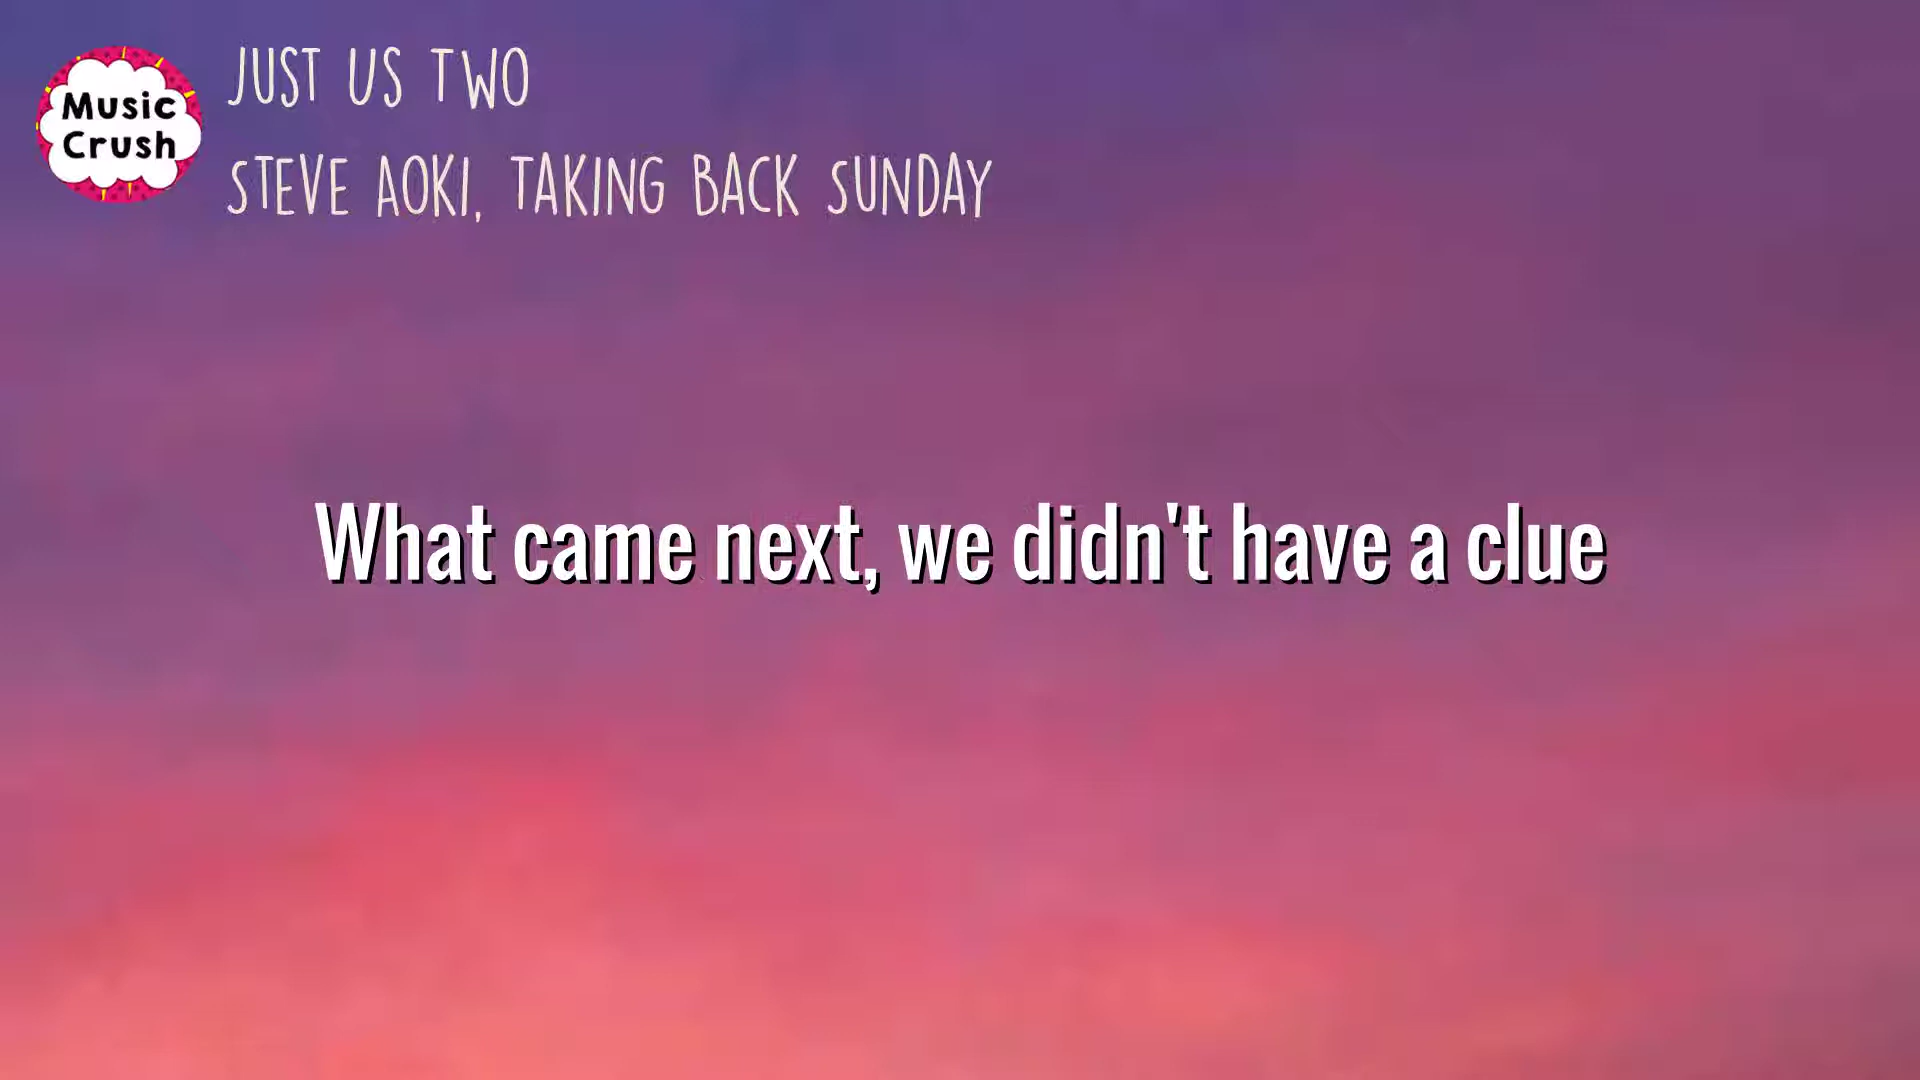 Music
Crush
JUST US TWO
STEVE AOKI, TAKING BACK SUNDAY
What came next, we didn't have a clue